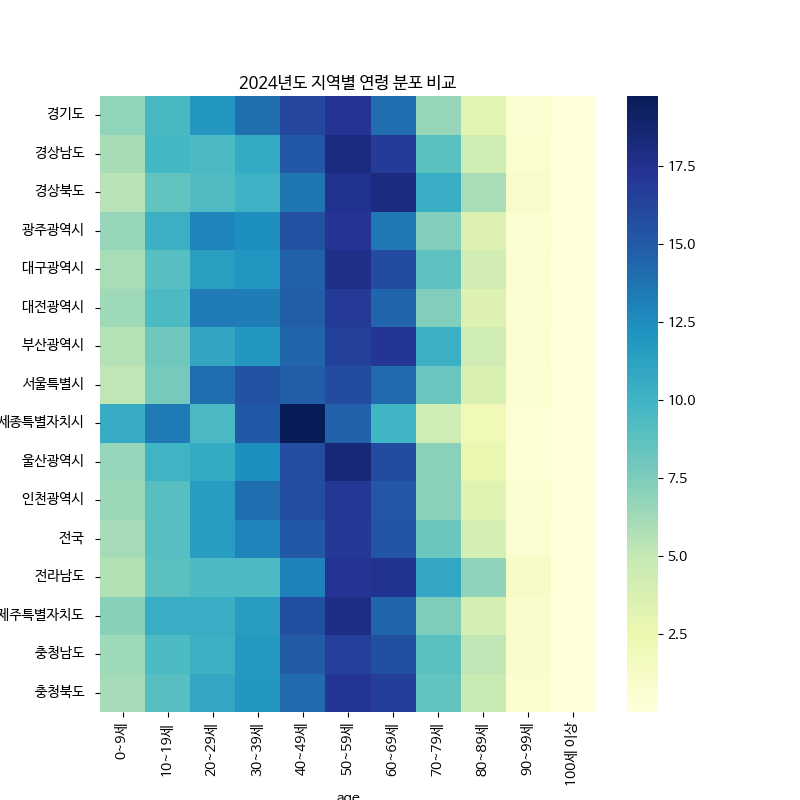 2024년도 지역별 연령 분포 비교
경기도
경상남도
경상북도
광주광역시
대구광역시
대전광역시
부산광역시
서울특별시
세종특별자치시
울산광역시
인천광역시
전국
전라남도
제주특별자치도
충청남도
충청북도
0~9세
10~19세
20~29세
30~39세
40~49세
50~59세
60~69세
70~79세
80~89세
90~99세
100세 이상
age
17.5
15.0
12.5
10.0
7.5
5.0
2.5